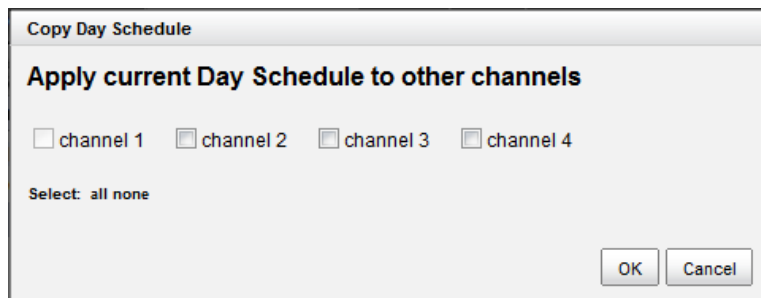 Copy Day Schedule
Apply current Day Schedule to other channels
channel 1 channel 2 channel 3 channel 4
Select: all none
OK Cancel